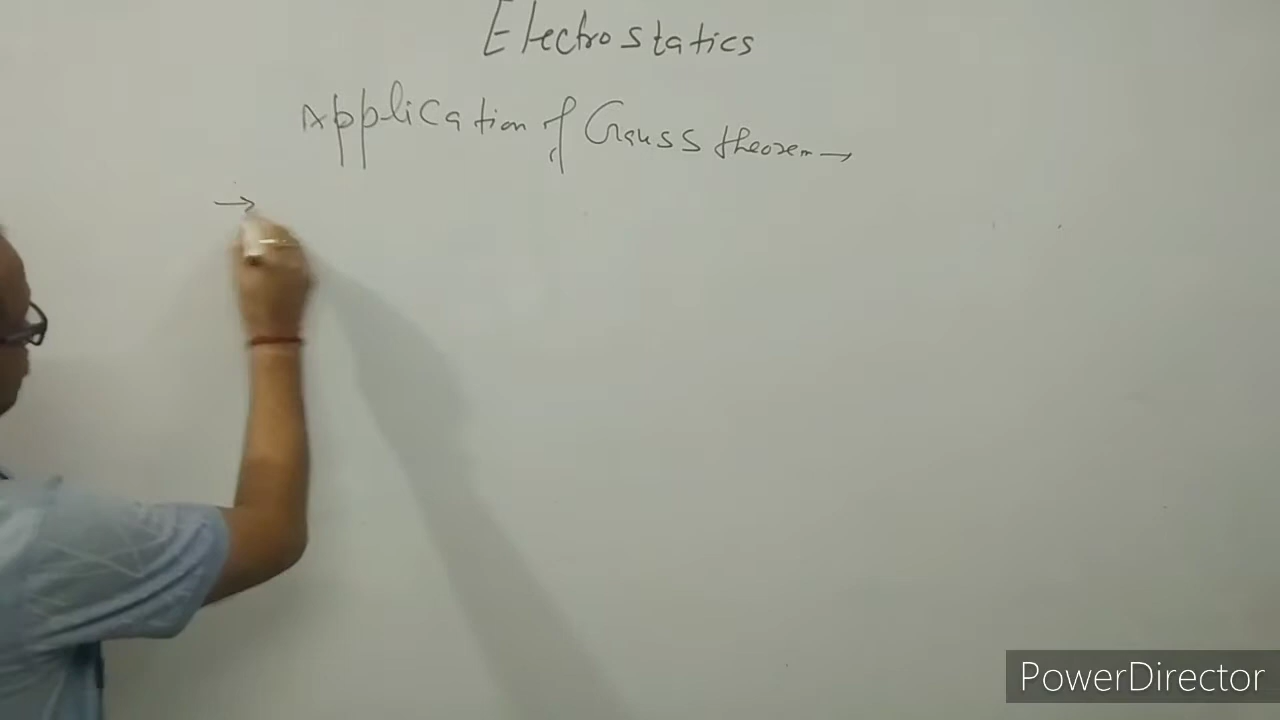 Electrostatics
Application of Gauss theorem →
→
PowerDirector